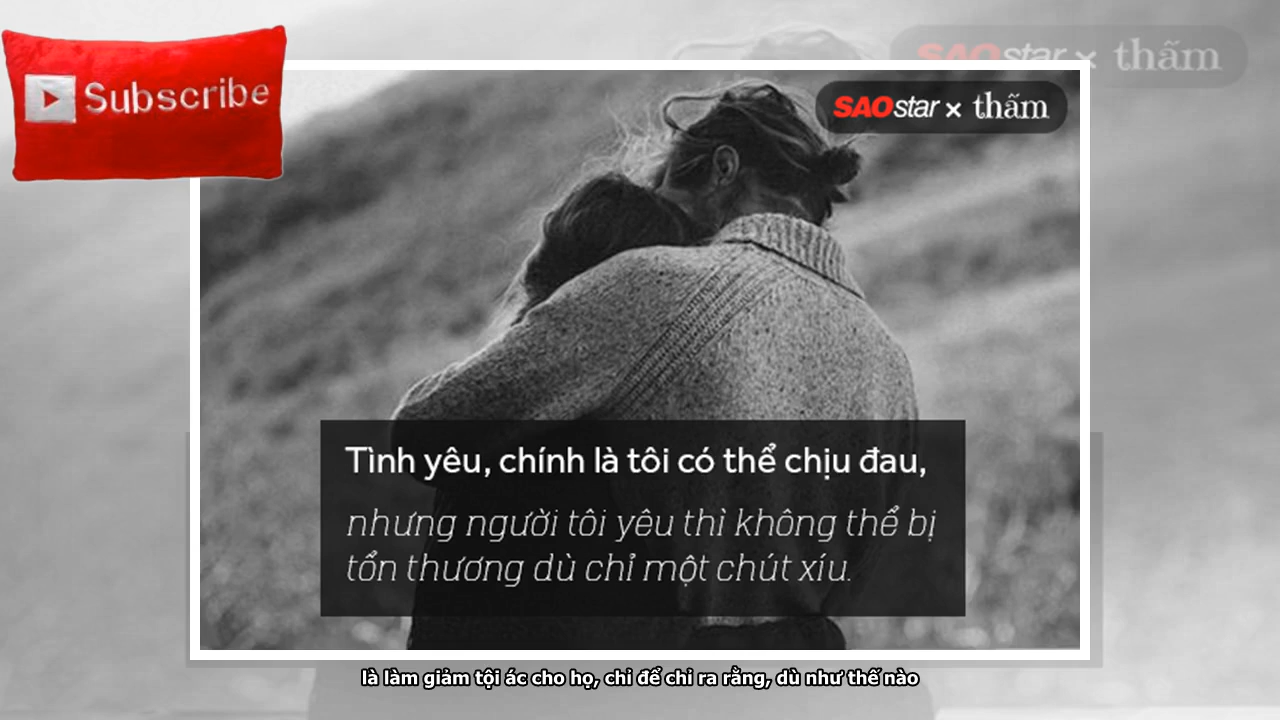 Subscribe
SAOstar × thấm
SAOstar × thấm
Tình yêu, chính là tôi có thể chịu đau,
nhưng người tôi yêu thì không thể bị
tổn thương dù chỉ một chút xíu.
là làm giảm tội ác cho họ, chỉ để chỉ ra rằng, dù như thế nào